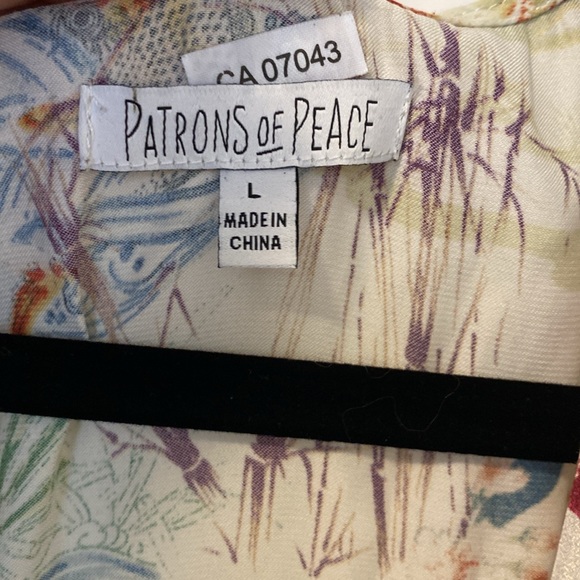 CA 07043
PATRONS OF PEACE
L
MADE IN
CHINA